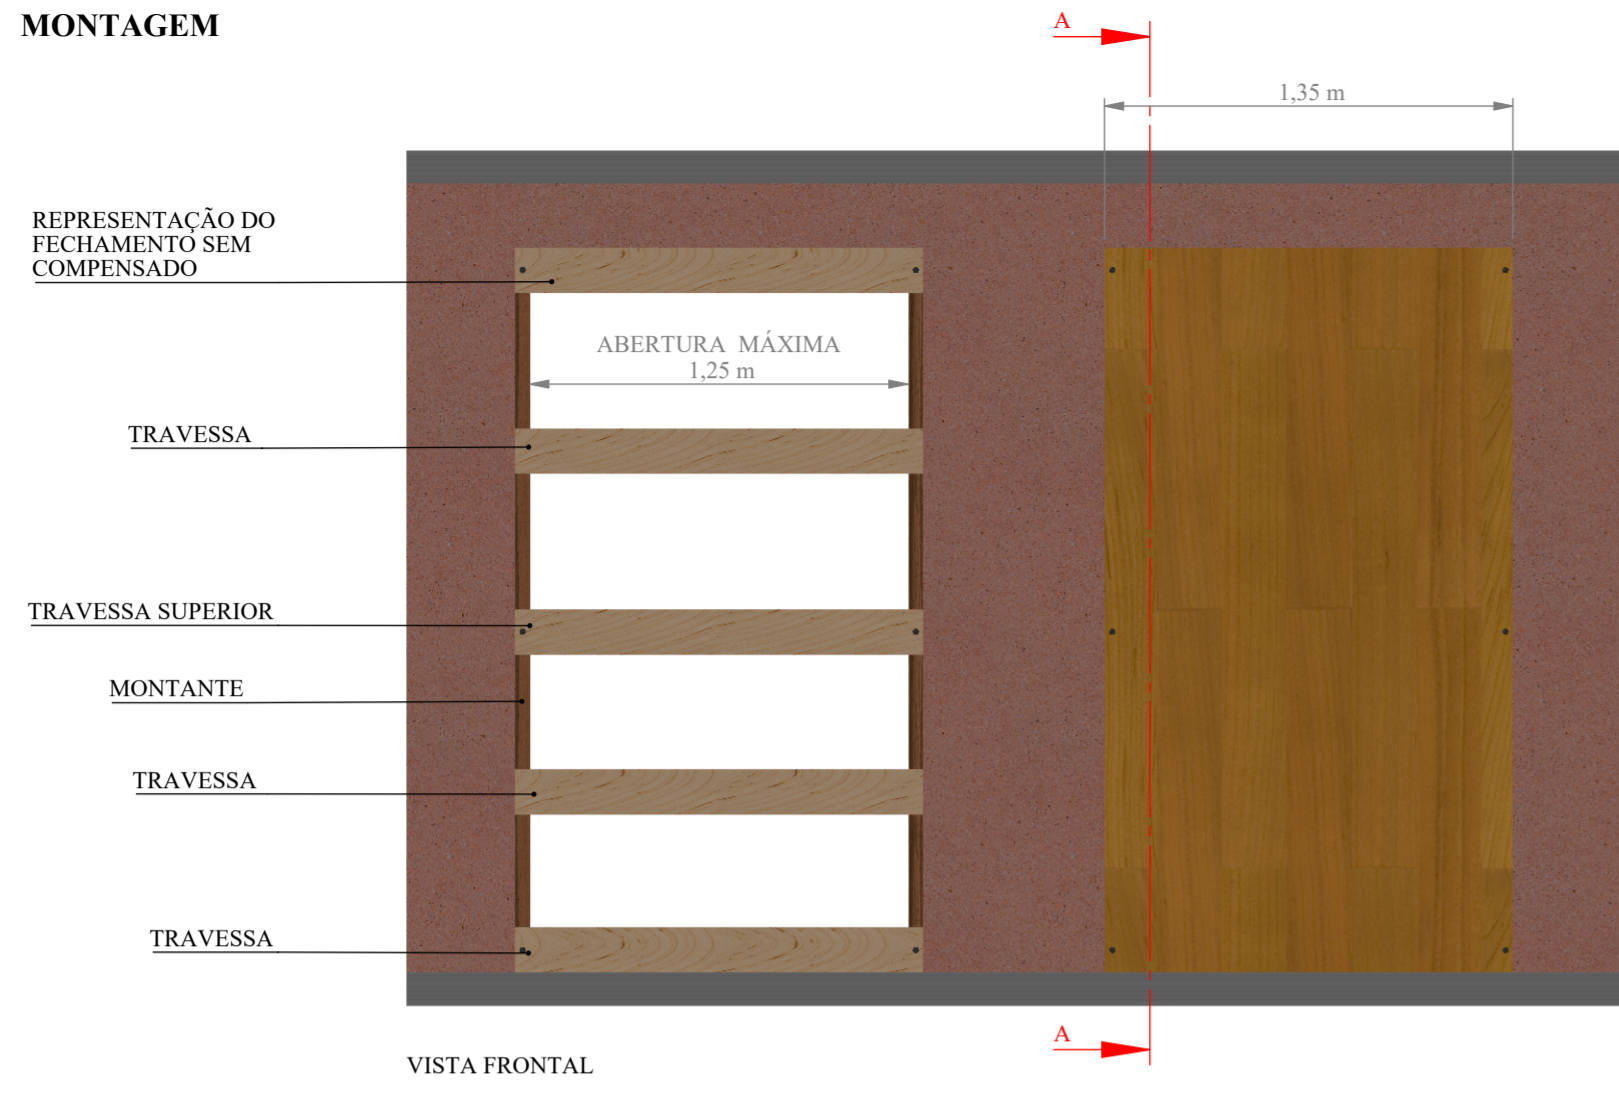 MONTAGEM
A
1,35 m
REPRESENTAÇÃO DO
FECHAMENTO SEM
COMPENSADO
ABERTURA MÁXIMA
1,25 m
TRAVESSA
TRAVESSA SUPERIOR
MONTANTE
TRAVESSA
TRAVESSA
A
VISTA FRONTAL